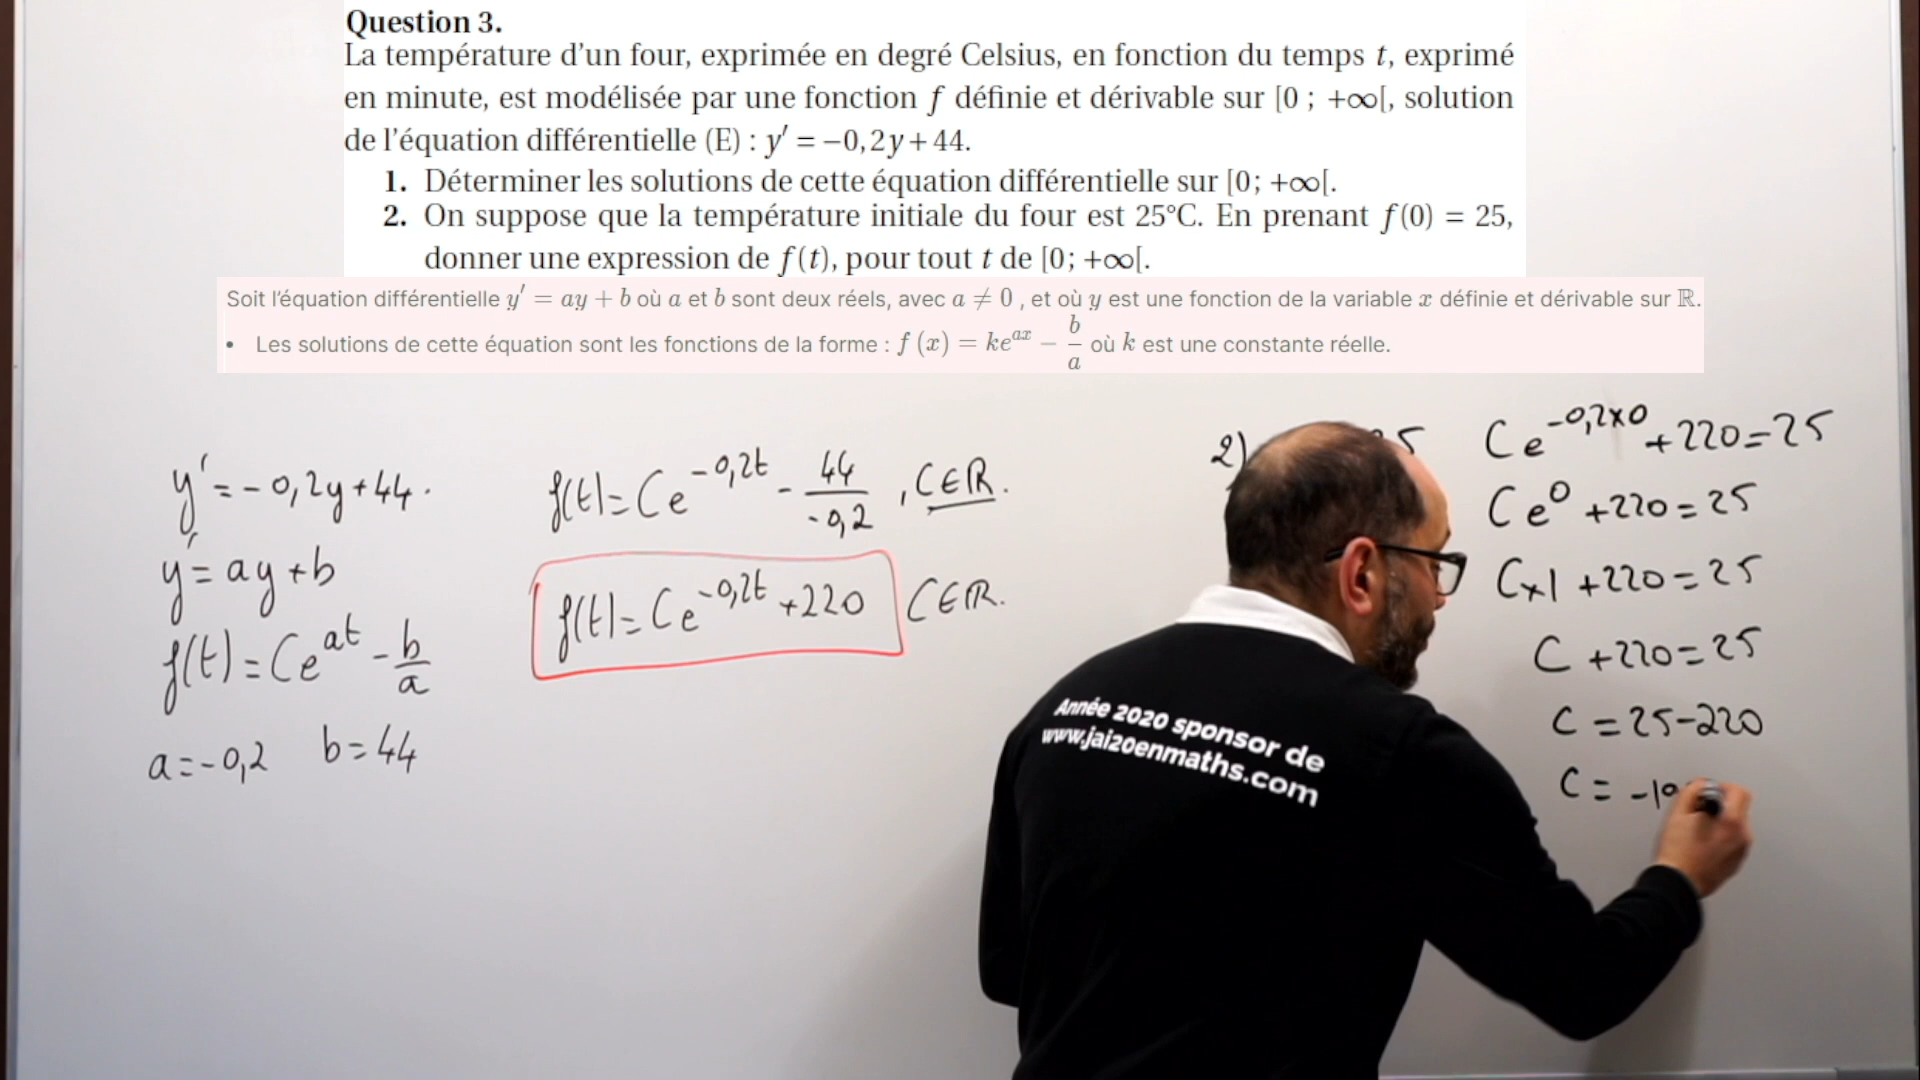 Question 3.
La température d'un four, exprimée en degré Celsius, en fonction du temps t, exprimé
en minute, est modélisée par une fonction f définie et dérivable sur [0 ; +∞[, solution
de l'équation différentielle (E) : y' = −0,2y + 44.
1. Déterminer les solutions de cette équation différentielle sur [0; +∞[.
2. On suppose que la température initiale du four est 25°C. En prenant f(0) = 25,
donner une expression de f(t), pour tout t de [0; +∞[.
Soit l'équation différentielle y' = ay + b où a et b sont deux réels, avec a ≠ 0 , et où y est une fonction de la variable x définie et dérivable sur ℝ.
• Les solutions de cette équation sont les fonctions de la forme : f (x) = ke^{ax} − b/a où k est une constante réelle.
y' = -0,2y+44.
y' = ay+b
f(t) = Ce^{at} - b/a
a = -0,2 b = 44
f(t) = Ce^{-0,2t} - 44/-0,2 , C∈ℝ.
f(t) = Ce^{-0,2t} +220 C∈ℝ.
2)
Ce^{-0,2×0} +220=25
Ce^0 +220=25
C×1 +220=25
C +220=25
C = 25-220
C =
Année 2020 sponsor de
www.jai20enmaths.com